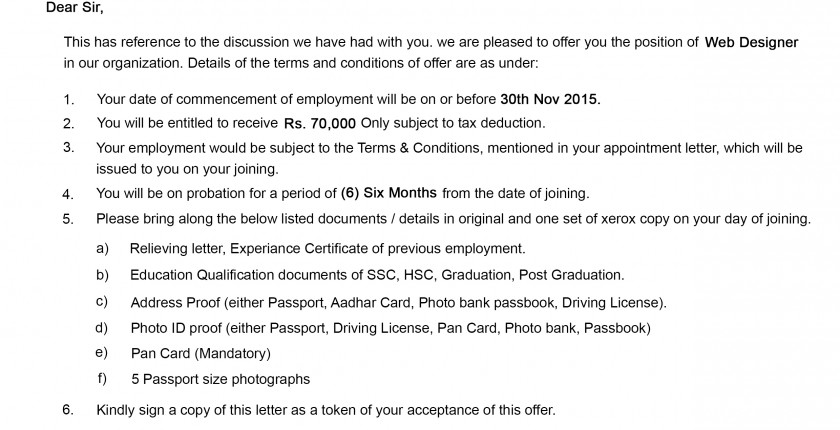 Dear Sir,
This has reference to the discussion we have had with you. we are pleased to offer you the position of Web Designer
in our organization. Details of the terms and conditions of offer are as under:
1. Your date of commencement of employment will be on or before 30th Nov 2015.
2. You will be entitled to receive Rs. 70,000 Only subject to tax deduction.
3. Your employment would be subject to the Terms & Conditions, mentioned in your appointment letter, which will be
issued to you on your joining.
4. You will be on probation for a period of (6) Six Months from the date of joining.
5. Please bring along the below listed documents / details in original and one set of xerox copy on your day of joining.
a) Relieving letter, Experiance Certificate of previous employment.
b) Education Qualification documents of SSC, HSC, Graduation, Post Graduation.
c) Address Proof (either Passport, Aadhar Card, Photo bank passbook, Driving License).
d) Photo ID proof (either Passport, Driving License, Pan Card, Photo bank, Passbook)
e) Pan Card (Mandatory)
f) 5 Passport size photographs
6. Kindly sign a copy of this letter as a token of your acceptance of this offer.